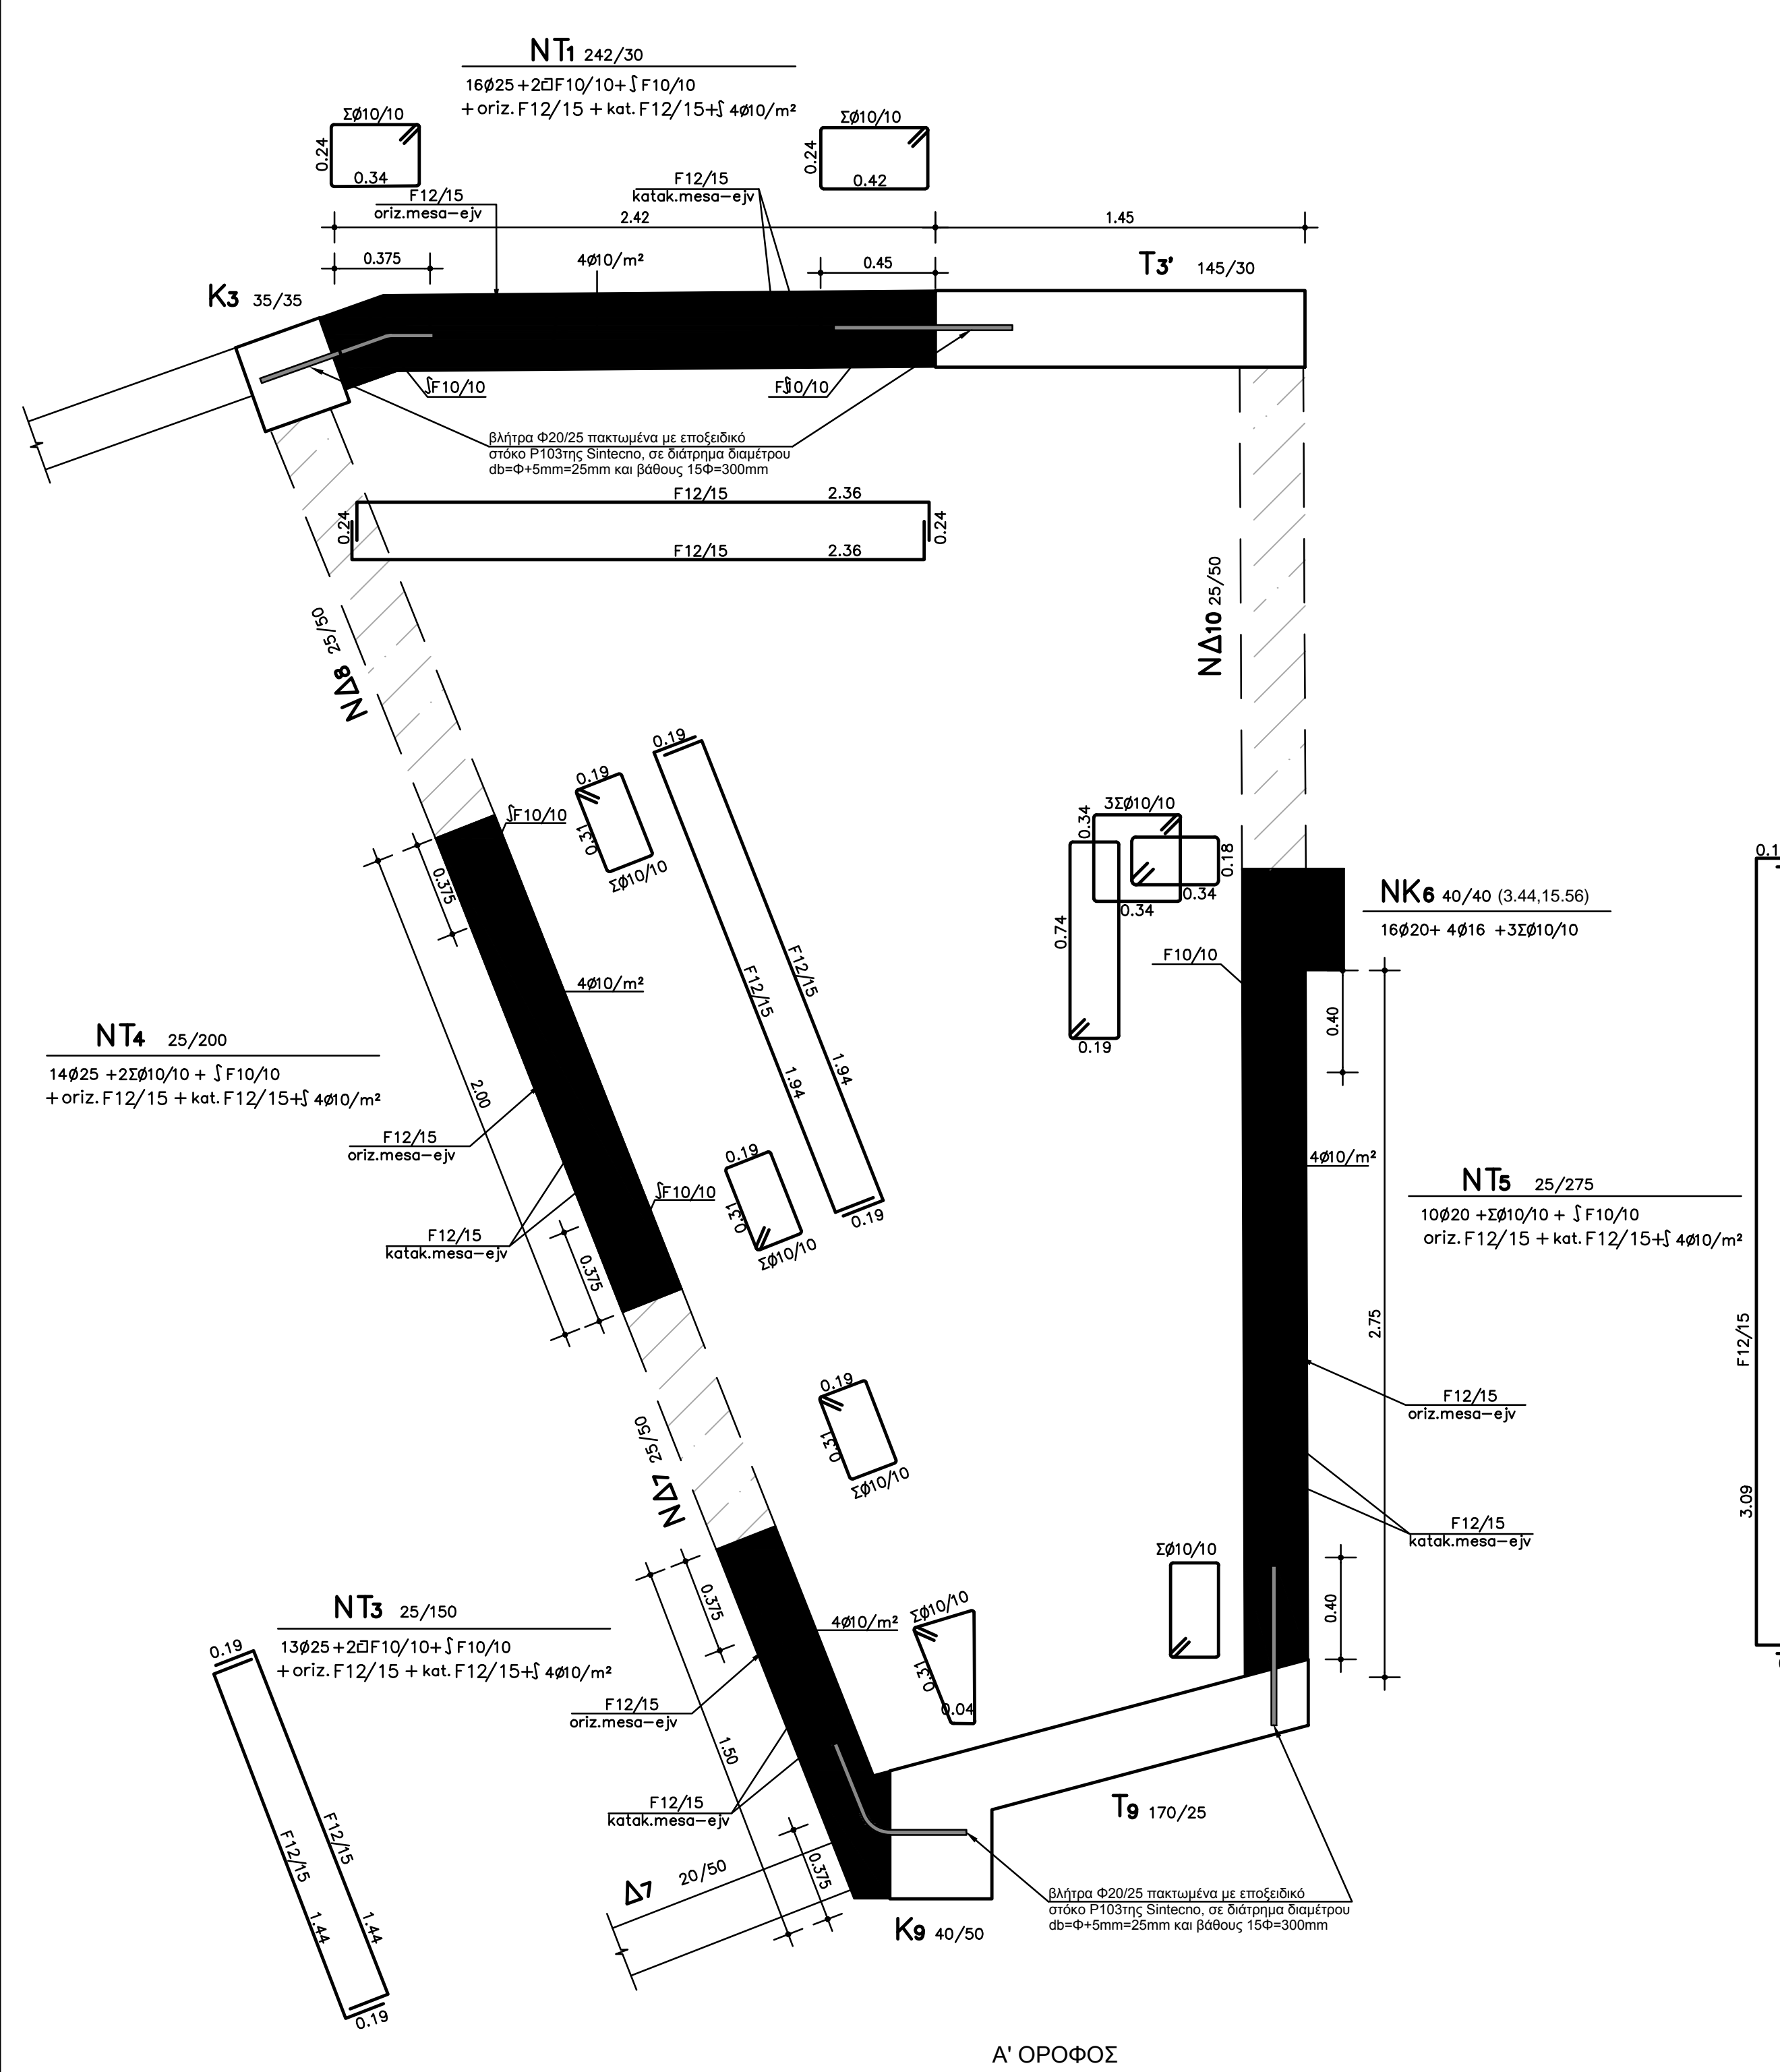 NT1 242/30
16Ø25+2⊐F10/10+∫F10/10
+oriz.F12/15+kat.F12/15+∫4Ø10/m²
ΣØ10/10
0.24
0.34
ΣØ10/10
0.24
0.42
F12/15
oriz.mesa-ejv
F12/15
katak.mesa-ejv
2.42
1.45
0.375
4Ø10/m²
0.45
T3' 145/30
K3 35/35
∫F10/10
F∫10/10
βλήτρα Φ20/25 πακτωμένα με εποξειδικό
στόκο P103της Sintecno, σε διάτρημα διαμέτρου
db=Φ+5mm=25mm και βάθους 15Φ=300mm
F12/15 2.36
0.24
0.24
F12/15 2.36
ΝΔ8 25/50
ΝΔ10 25/50
0.19
0.19
0.31
ΣØ10/10
∫F10/10
0.375
F12/15
F12/15
1.94
1.94
0.19
3ΣØ10/10
0.34
0.18
0.34
0.34
0.74
0.19
F10/10
NK6 40/40 (3.44,15.56)
16Ø20+ 4Ø16 +3ΣØ10/10
0.40
4Ø10/m²
NT4 25/200
14Ø25 +2ΣØ10/10 + ∫F10/10
+oriz.F12/15+kat.F12/15+∫4Ø10/m²
2.00
F12/15
oriz.mesa-ejv
F12/15
katak.mesa-ejv
0.375
∫F10/10
0.19
0.31
ΣØ10/10
4Ø10/m²
NT5 25/275
10Ø20 +ΣØ10/10 + ∫F10/10
oriz.F12/15+kat.F12/15+∫4Ø10/m²
2.75
F12/15
oriz.mesa-ejv
F12/15
katak.mesa-ejv
F12/15
3.09
ΝΔ7 25/50
0.19
0.31
ΣØ10/10
ΣØ10/10
0.40
NT3 25/150
13Ø25+2⊐F10/10+∫F10/10
+oriz.F12/15+kat.F12/15+∫4Ø10/m²
0.375
4Ø10/m²
ΣØ10/10
0.31
0.04
F12/15
oriz.mesa-ejv
1.50
F12/15
katak.mesa-ejv
0.375
0.19
F12/15
F12/15
1.44
1.44
0.19
T9 170/25
Δ7 20/50
K9 40/50
βλήτρα Φ20/25 πακτωμένα με εποξειδικό
στόκο P103της Sintecno, σε διάτρημα διαμέτρου
db=Φ+5mm=25mm και βάθους 15Φ=300mm
Α' ΟΡΟΦΟΣ